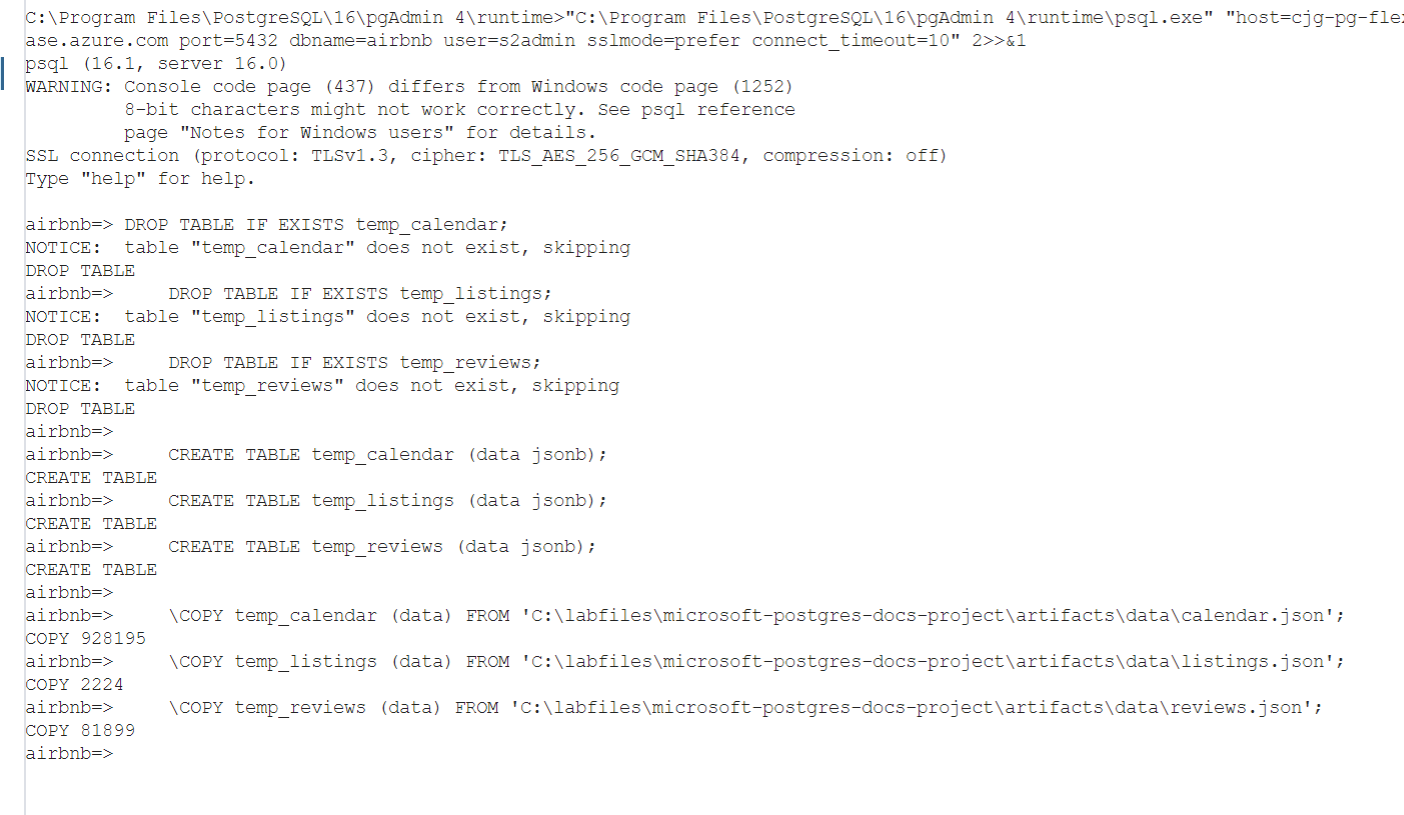 C:\Program Files\PostgreSQL\16\pgAdmin 4\runtime>"C:\Program Files\PostgreSQL\16\pgAdmin 4\runtime\psql.exe" "host=cjg-pg-flex
ase.azure.com port=5432 dbname=airbnb user=s2admin sslmode=prefer connect_timeout=10" 2>>&1
psql (16.1, server 16.0)
WARNING: Console code page (437) differs from Windows code page (1252)
         8-bit characters might not work correctly. See psql reference
         page "Notes for Windows users" for details.
SSL connection (protocol: TLSv1.3, cipher: TLS_AES_256_GCM_SHA384, compression: off)
Type "help" for help.

airbnb=> DROP TABLE IF EXISTS temp_calendar;
NOTICE:  table "temp_calendar" does not exist, skipping
DROP TABLE
airbnb=>     DROP TABLE IF EXISTS temp_listings;
NOTICE:  table "temp_listings" does not exist, skipping
DROP TABLE
airbnb=>     DROP TABLE IF EXISTS temp_reviews;
NOTICE:  table "temp_reviews" does not exist, skipping
DROP TABLE
airbnb=>
airbnb=>     CREATE TABLE temp_calendar (data jsonb);
CREATE TABLE
airbnb=>     CREATE TABLE temp_listings (data jsonb);
CREATE TABLE
airbnb=>     CREATE TABLE temp_reviews (data jsonb);
CREATE TABLE
airbnb=>
airbnb=>     \COPY temp_calendar (data) FROM 'C:\labfiles\microsoft-postgres-docs-project\artifacts\data\calendar.json';
COPY 928195
airbnb=>     \COPY temp_listings (data) FROM 'C:\labfiles\microsoft-postgres-docs-project\artifacts\data\listings.json';
COPY 2224
airbnb=>     \COPY temp_reviews (data) FROM 'C:\labfiles\microsoft-postgres-docs-project\artifacts\data\reviews.json';
COPY 81899
airbnb=>